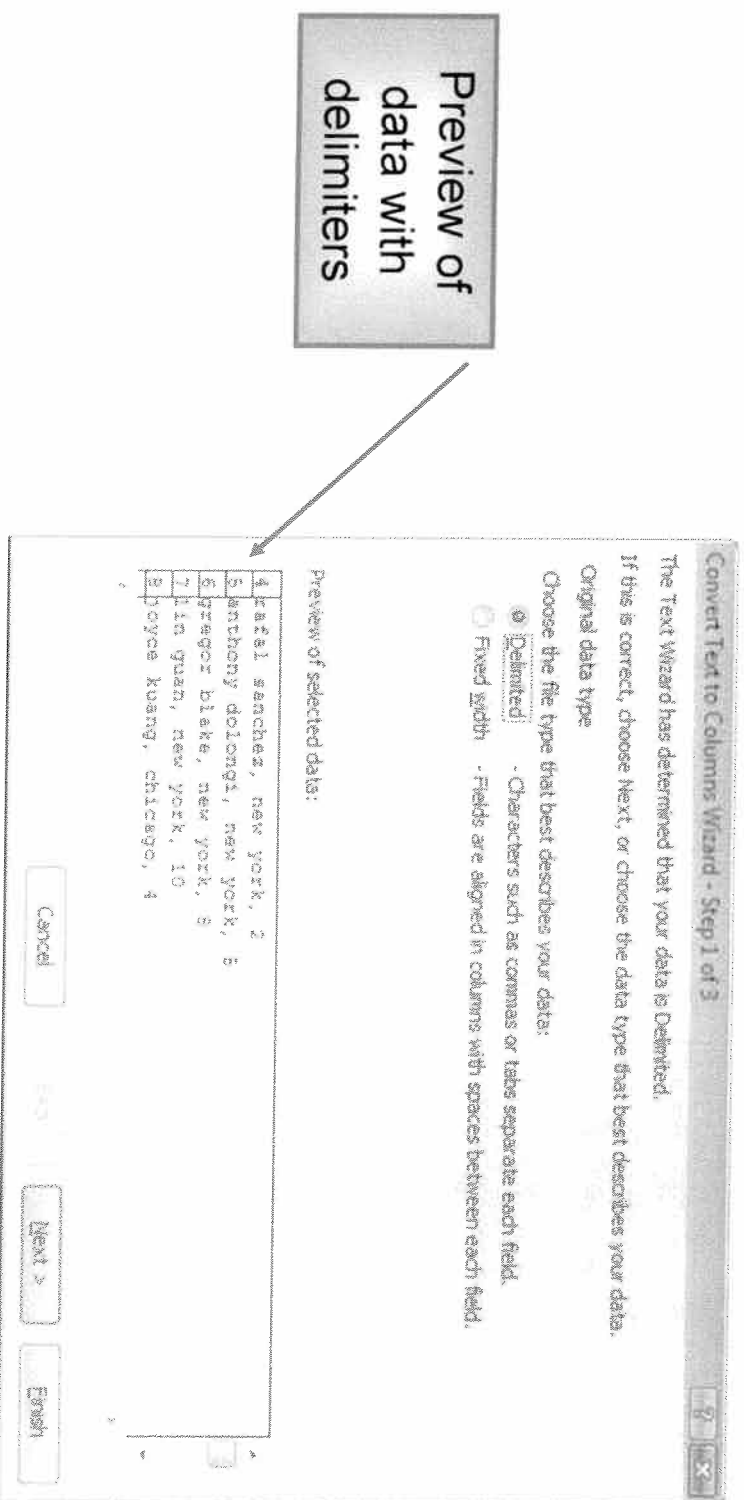 Preview of
data with
delimiters
Convert Text to Columns Wizard - Step 1 of 3
The Text Wizard has determined that your data is Delimited.
If this is correct, choose Next, or choose the data type that best describes your data.
Original data type
Choose the file type that best describes your data:
Delimited - Characters such as commas or tabs separate each field.
Fixed width - Fields are aligned in columns with spaces between each field.
Preview of selected data:
4 rafal sanchez, new york, 2
5 anthony dolongi, new york, 5
6 gregor blake, new york, 8
7 lin quan, new york, 10
8 boyce kuang, chicago, 4
Cancel
Next >
Finish